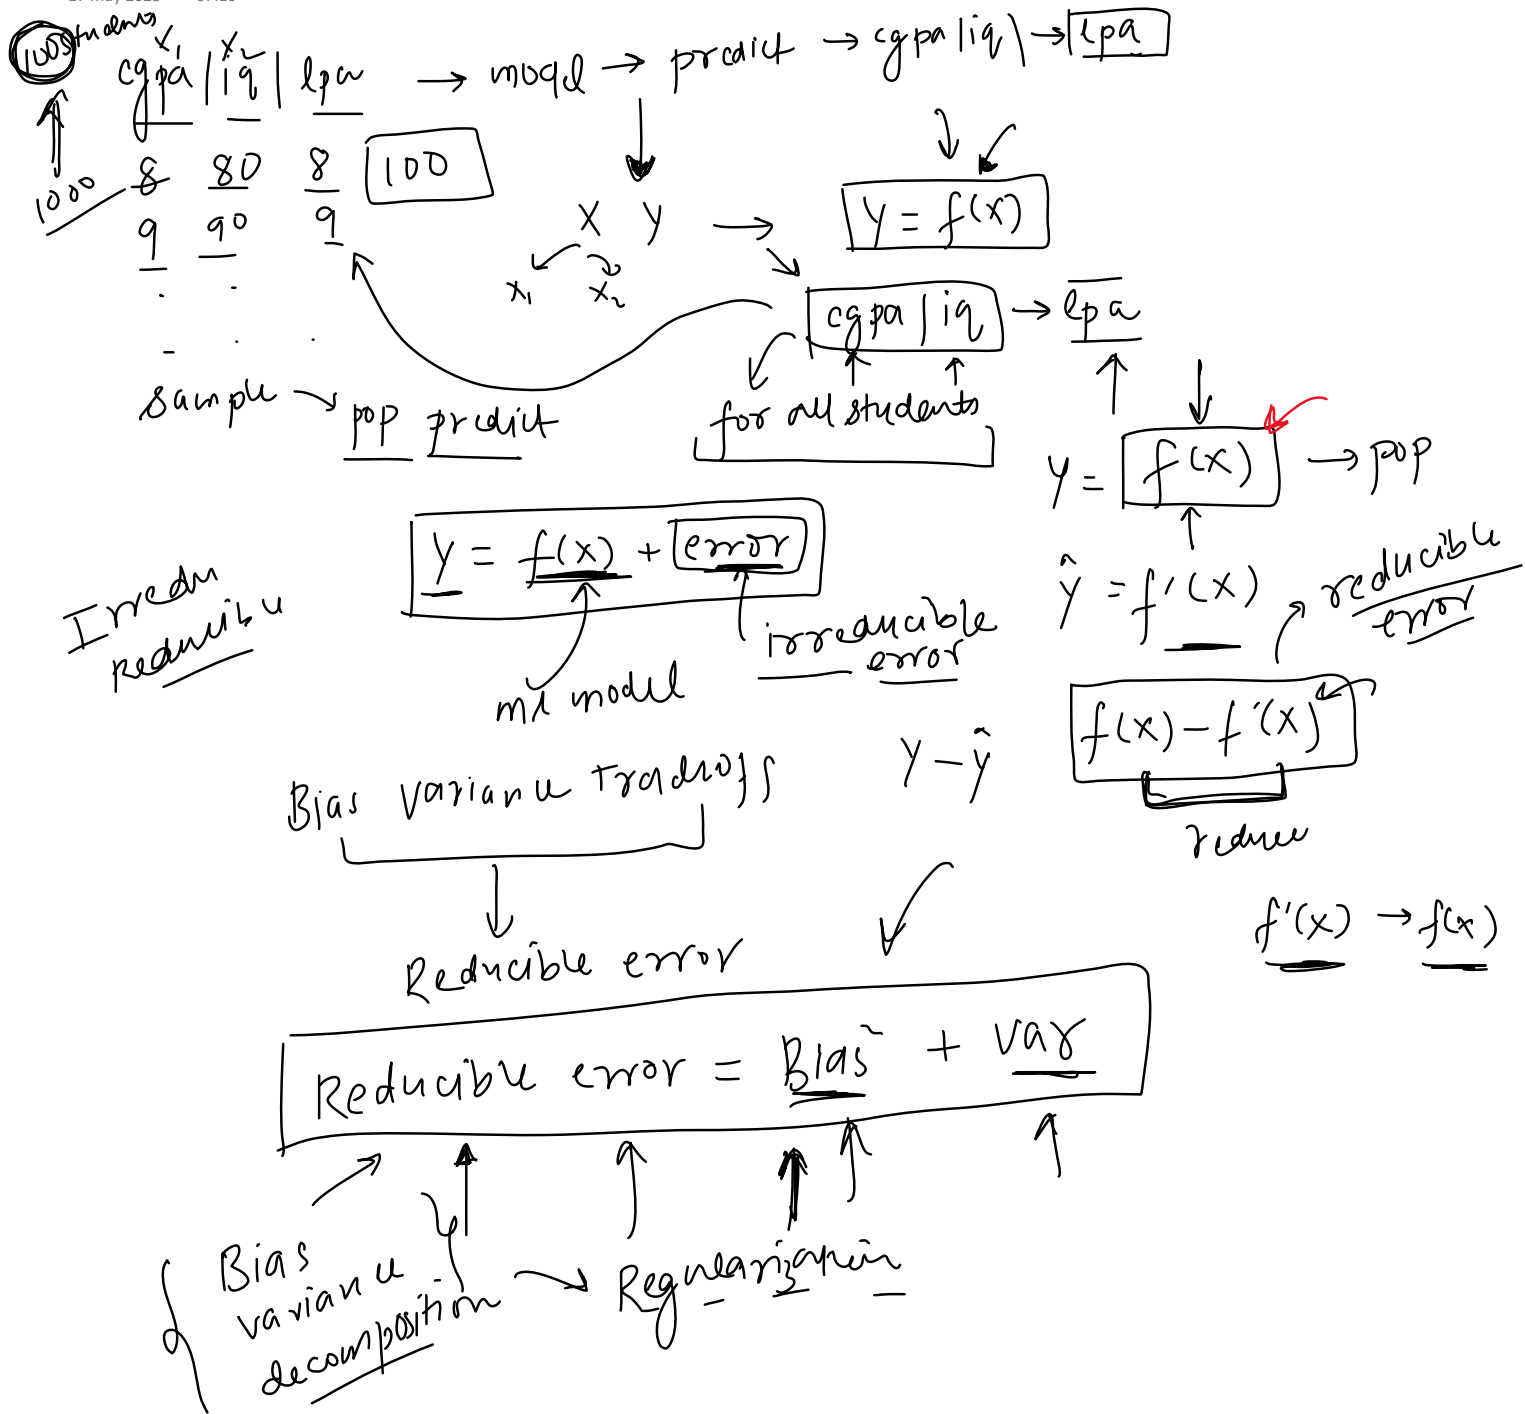 100 students
x₁ x₂
cgpa | iq | lpa → model → predict → cgpa | iq | → lpa
8 80 8 100
1000
9 90 9
X Y → Y = f(x)
x₁ x₂
cgpa | iq → lpa
sample → pop predict
for all students
Y = f(x) → pop
Y = f(x) + error
ŷ = f'(x)
reducible
error
Irredu
Reducible
irreducible
error
ml model
f(x) - f'(x)
Y - ŷ
reduce
Bias variance tradeoff
f'(x) → f(x)
Reducible error
Reducible error = Bias² + var
Bias
variance
decomposition → Regularization